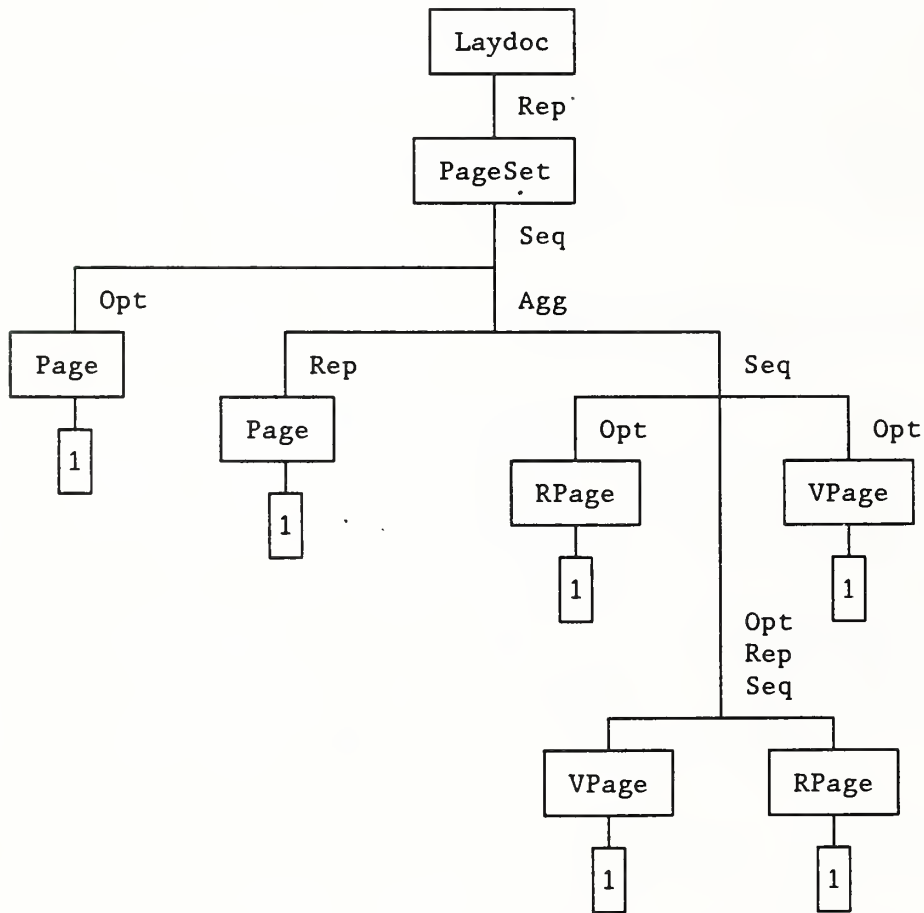 Laydoc
Rep
PageSet
Seq
Opt
Agg
Page
Rep
Seq
1
Page
Opt
Opt
1
RPage
VPage
1
1
Opt
Rep
Seq
VPage
RPage
1
1